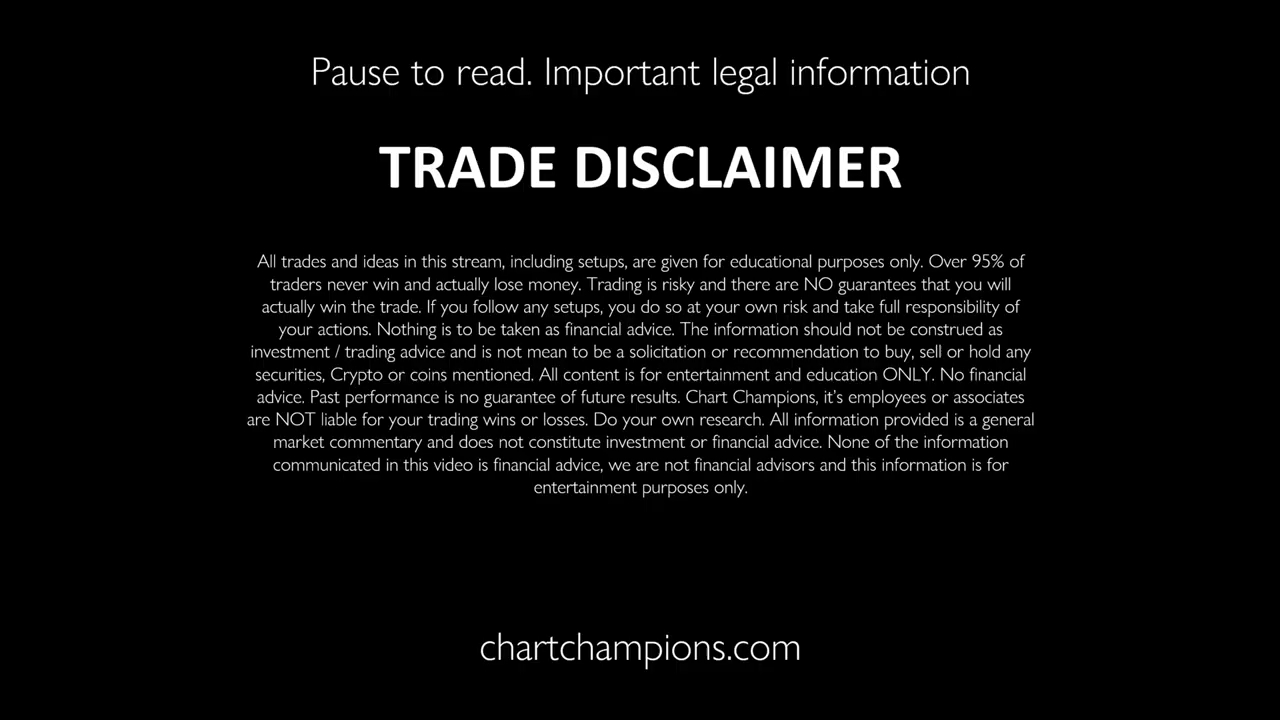 Pause to read. Important legal information
TRADE DISCLAIMER
All trades and ideas in this stream, including setups, are given for educational purposes only. Over 95% of
traders never win and actually lose money. Trading is risky and there are NO guarantees that you will
actually win the trade. If you follow any setups, you do so at your own risk and take full responsibility of
your actions. Nothing is to be taken as financial advice. The information should not be construed as
investment / trading advice and is not mean to be a solicitation or recommendation to buy, sell or hold any
securities, Crypto or coins mentioned. All content is for entertainment and education ONLY. No financial
advice. Past performance is no guarantee of future results. Chart Champions, it's employees or associates
are NOT liable for your trading wins or losses. Do your own research. All information provided is a general
market commentary and does not constitute investment or financial advice. None of the information
communicated in this video is financial advice, we are not financial advisors and this information is for
entertainment purposes only.
chartchampions.com